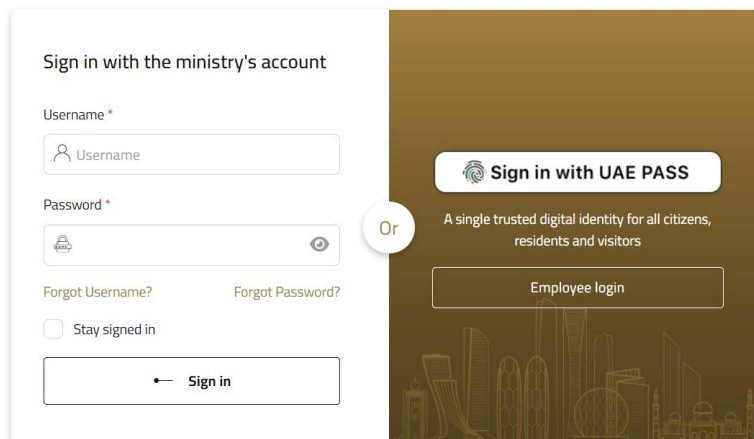 Sign in with the ministry's account
Username *
Username
Password *
Forgot Username?
Forgot Password?
Stay signed in
Sign in
Or
Sign in with UAE PASS
A single trusted digital identity for all citizens,
residents and visitors
Employee login